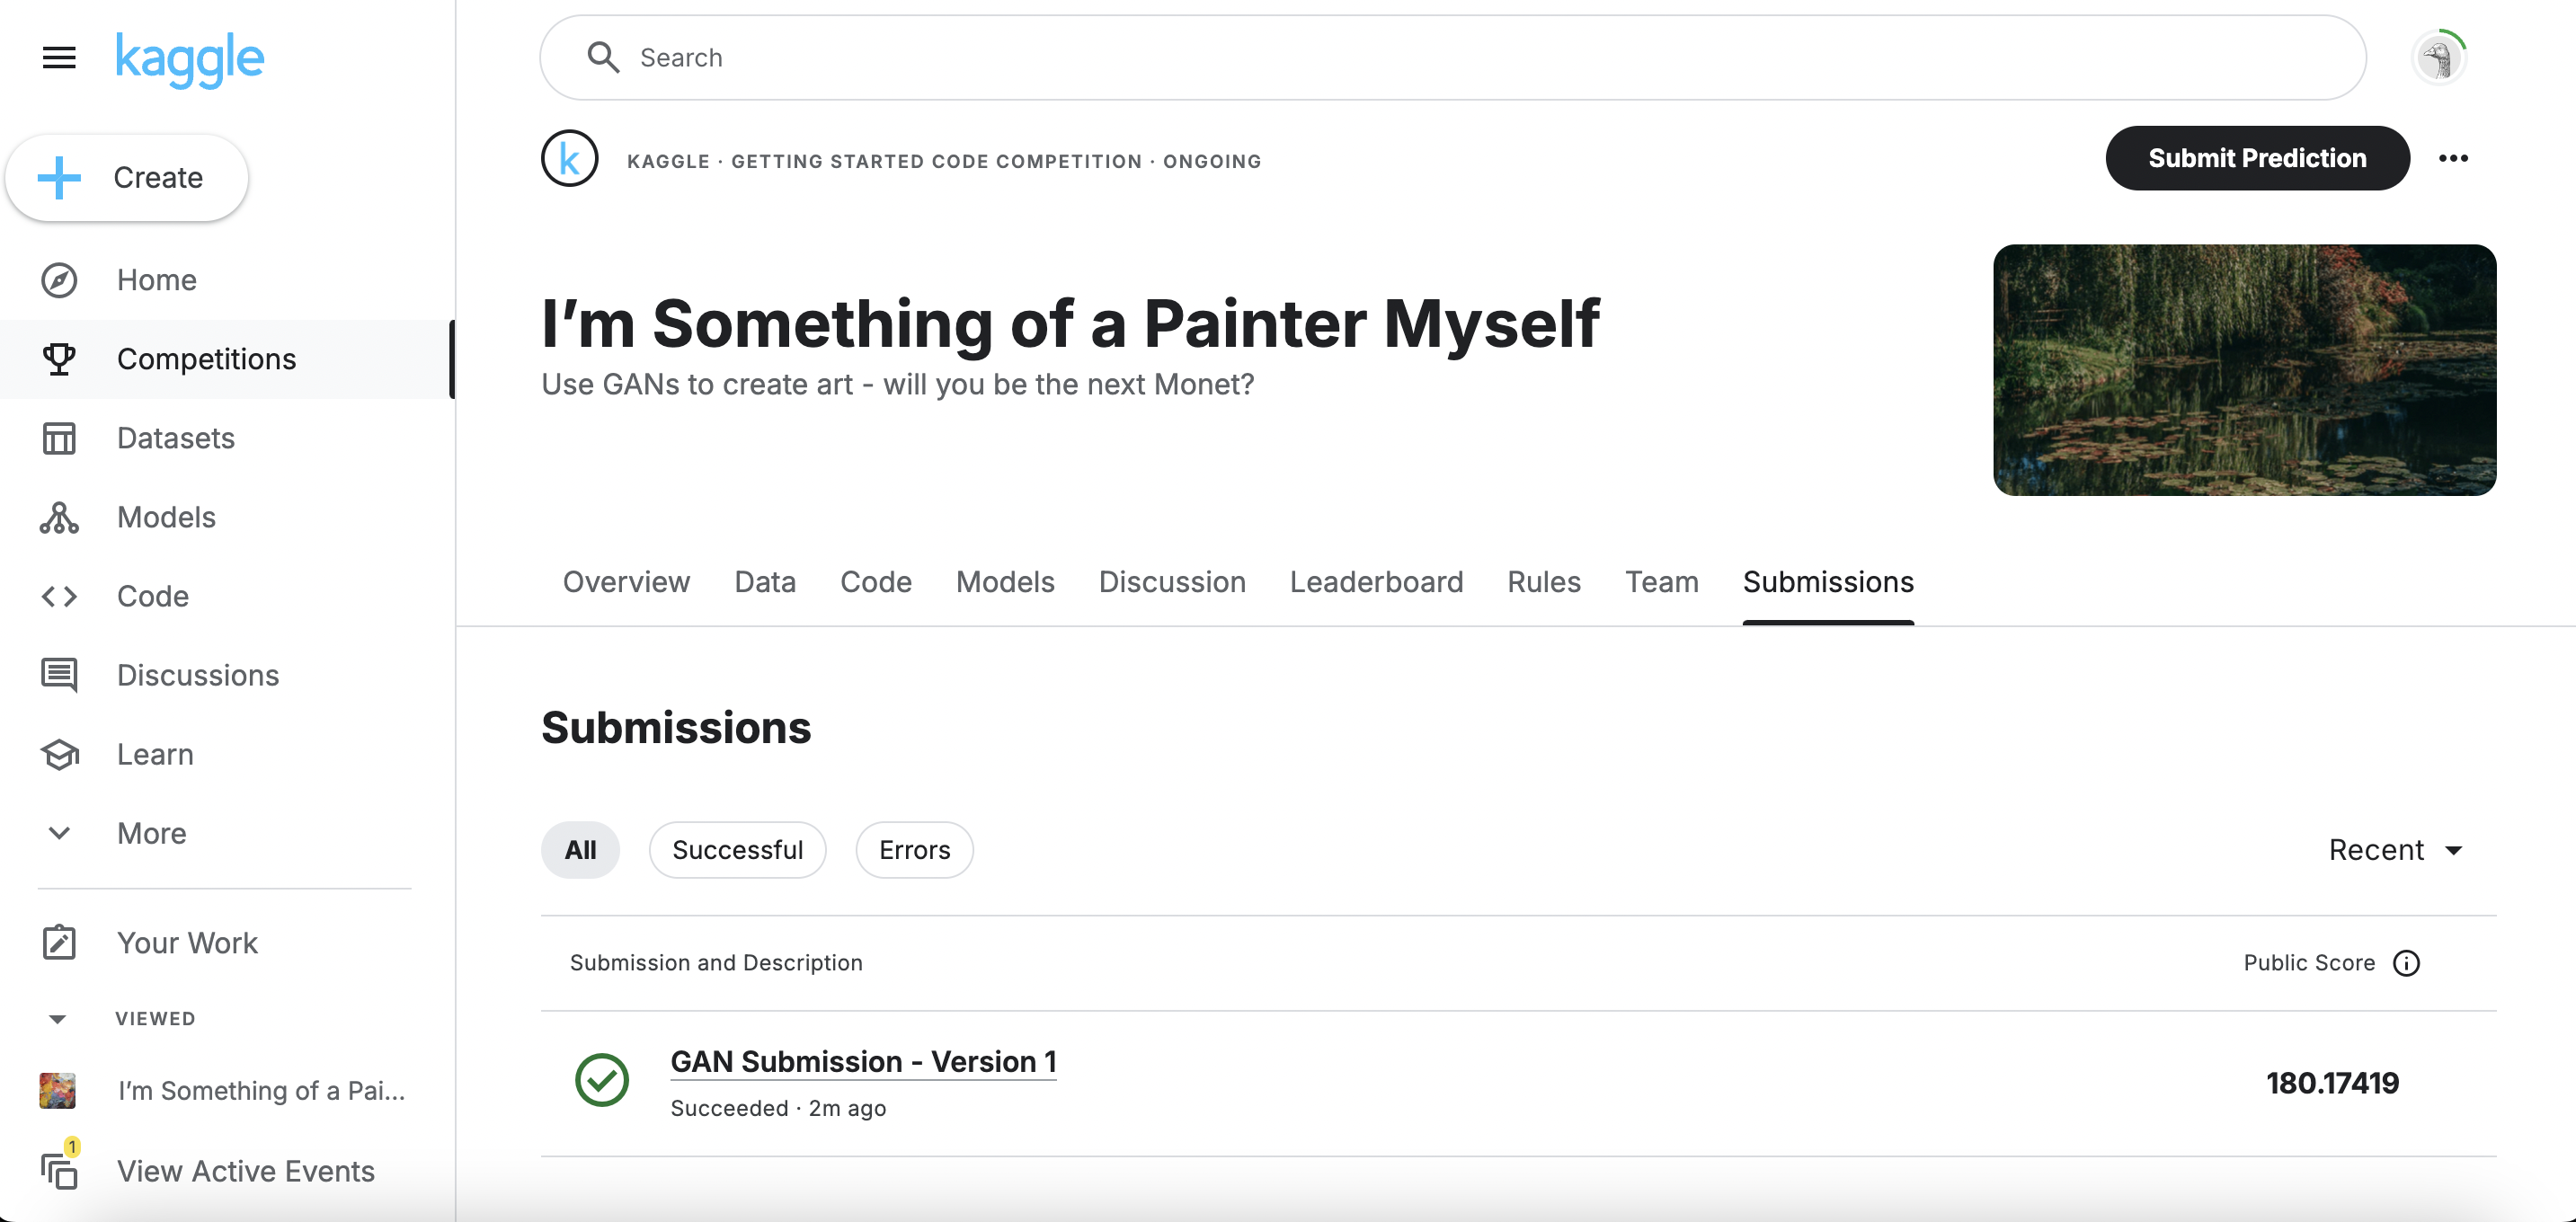 kaggle
Search
Create
KAGGLE · GETTING STARTED CODE COMPETITION · ONGOING
Submit Prediction
Home
Competitions
Datasets
Models
Code
Discussions
Learn
More
Your Work
VIEWED
I’m Something of a Pai...
1
View Active Events
k
I’m Something of a Painter Myself
Use GANs to create art - will you be the next Monet?
Overview Data Code Models Discussion Leaderboard Rules Team Submissions
Submissions
All Successful Errors Recent
Submission and Description Public Score
GAN Submission - Version 1
Succeeded · 2m ago
180.17419